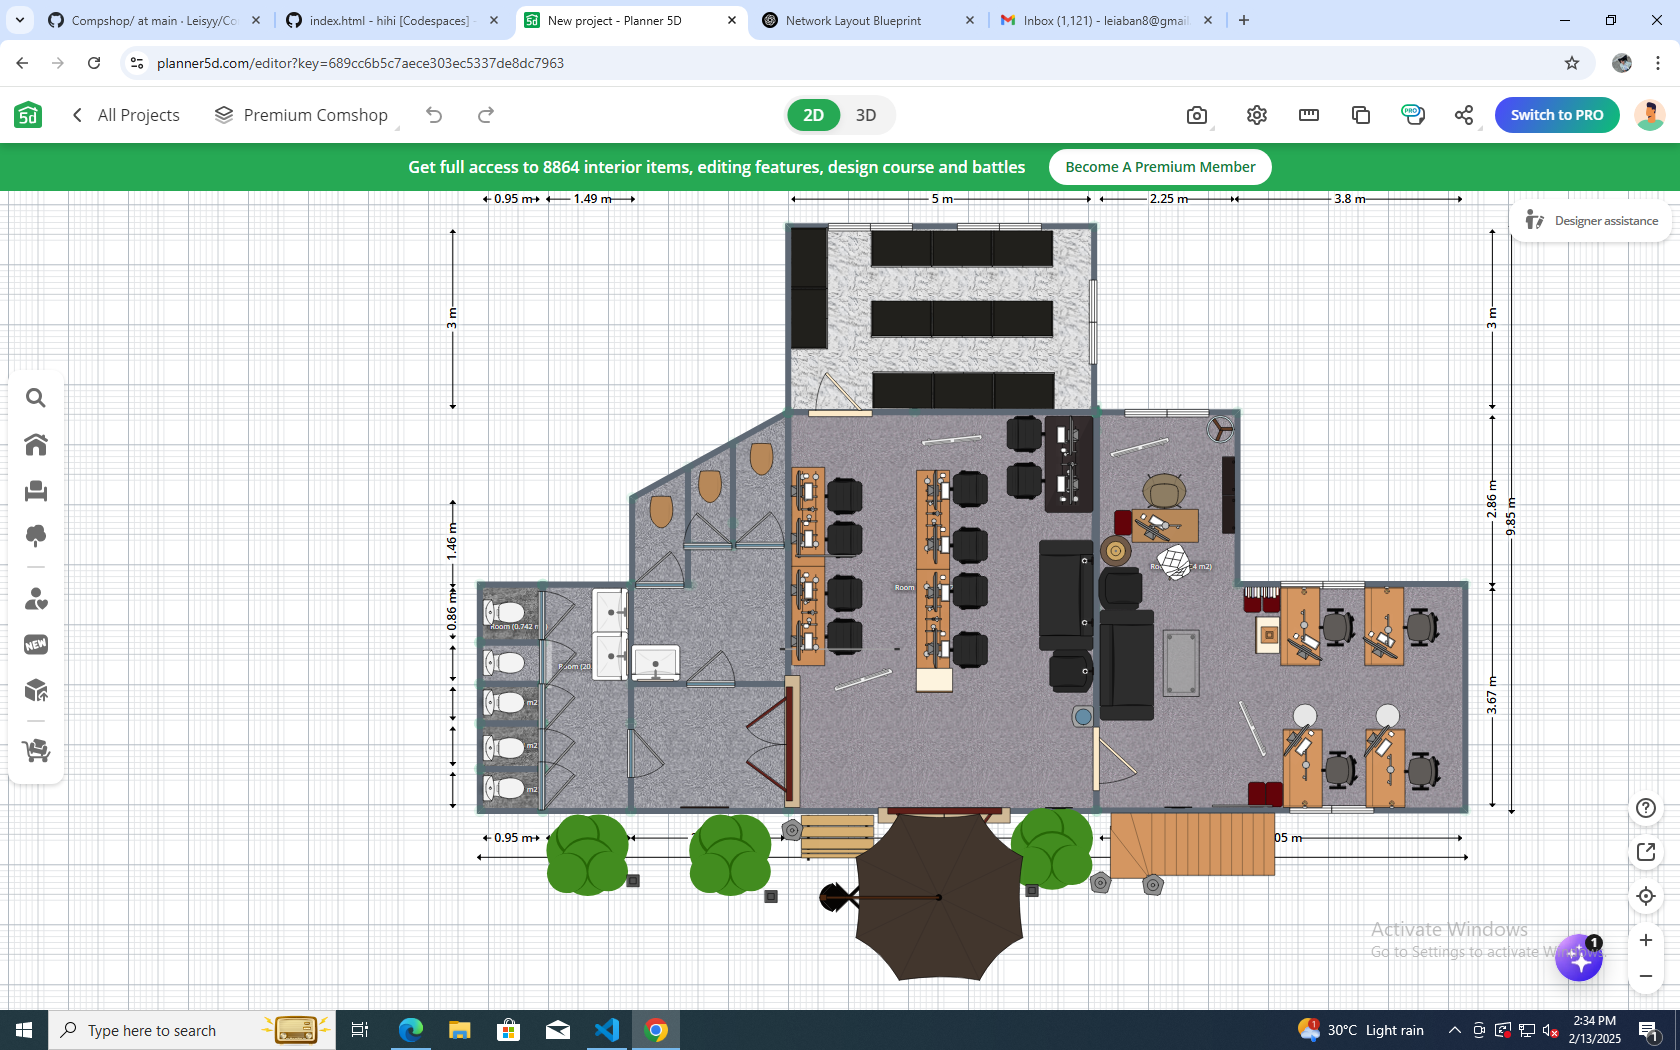 Compshop/ at main · Leisyy/Co
index.html - hihi [Codespaces] -
New project - Planner 5D
Network Layout Blueprint
Inbox (1,121) - leiaban8@gmail.
planner5d.com/editor?key=689cc6b5c7aece303ec5337de8dc7963
5d
All Projects
Premium Comshop
2D
3D
PRO
Switch to PRO
Get full access to 8864 interior items, editing features, design course and battles
Become A Premium Member
0.95 m
1.49 m
5 m
2.25 m
3.8 m
Designer assistance
3 m
3 m
1.46 m
2.86 m
9.85 m
0.86 m
Room
Room (0.742 m
Room (20.
m2
m2
m2
4 m2)
3.67 m
NEW
0.95 m
05 m
Activate Windows
Go to Settings to activate Windows.
1
Type here to search
1
30°C Light rain
2:34 PM
2/13/2025
1